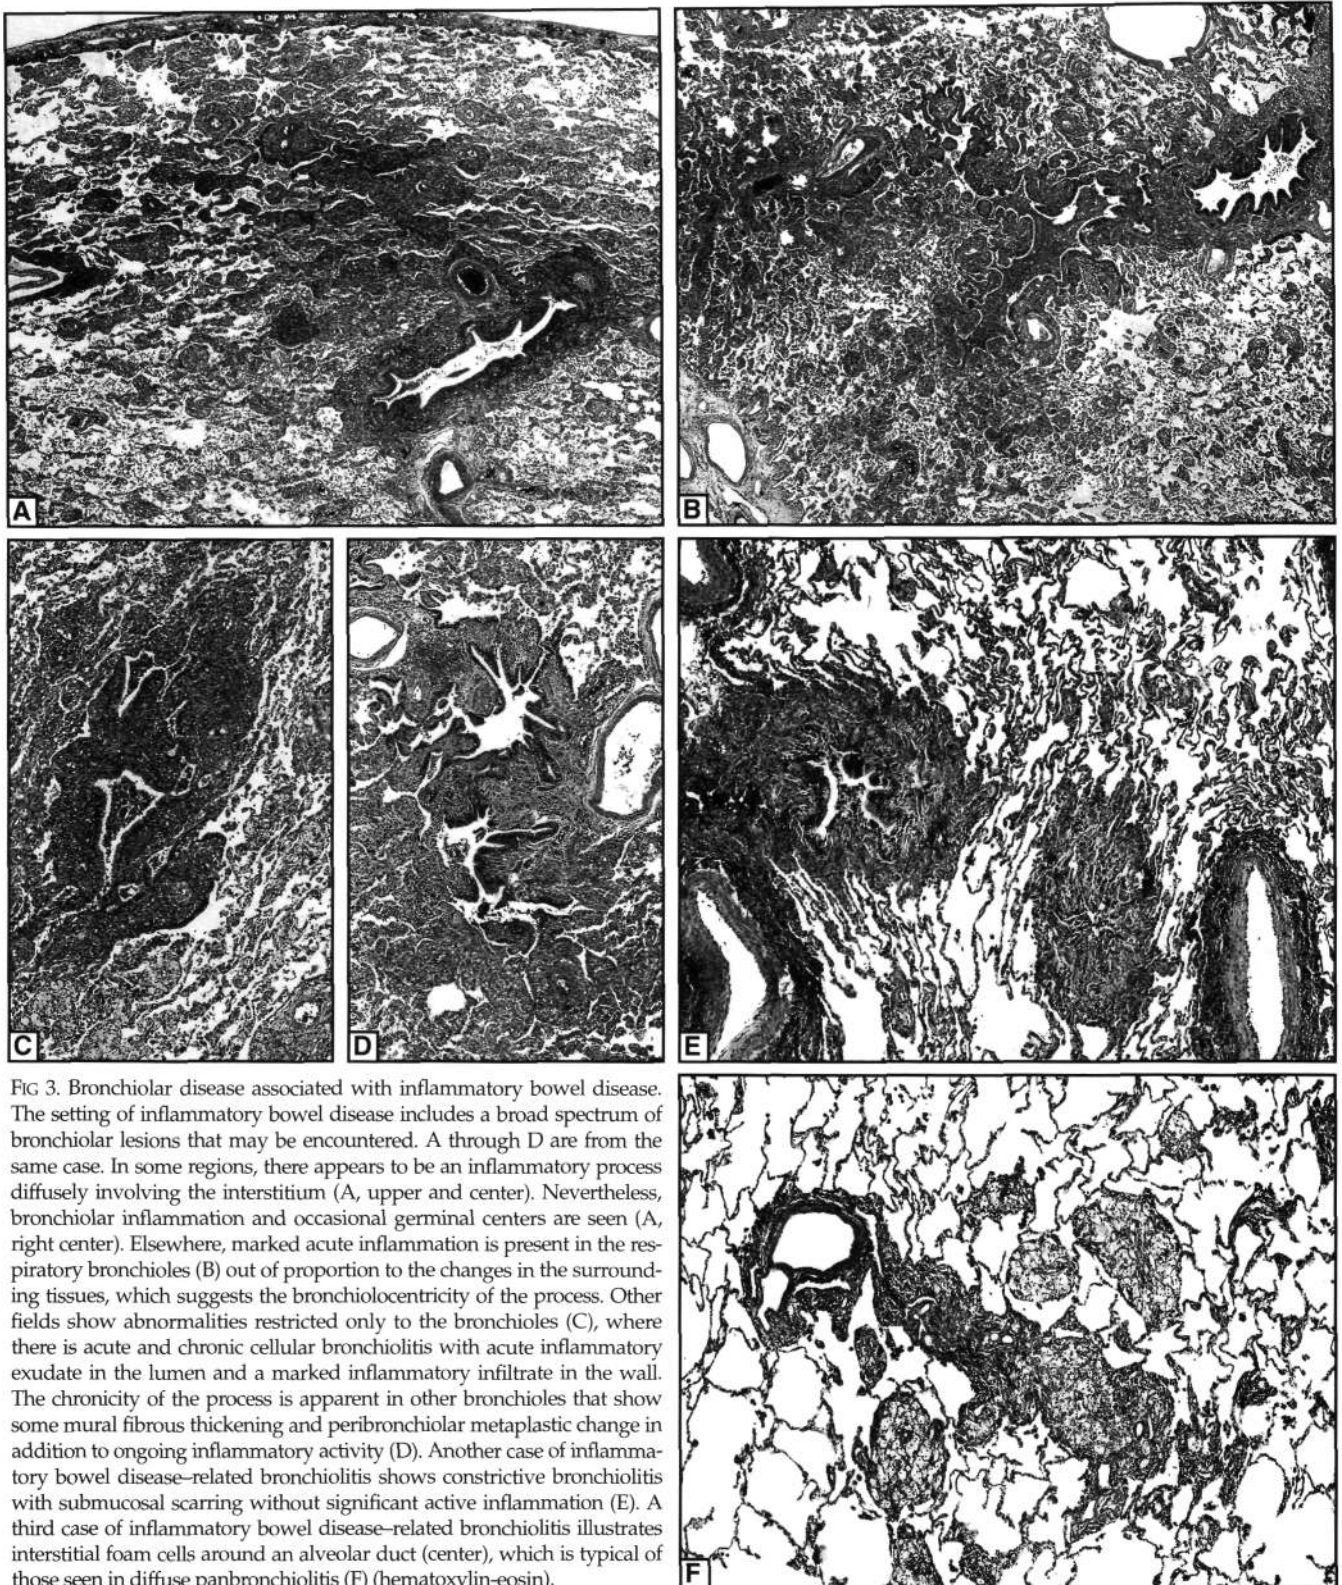 A
B
C
D
E
FIG 3. Bronchiolar disease associated with inflammatory bowel disease.
The setting of inflammatory bowel disease includes a broad spectrum of
bronchiolar lesions that may be encountered. A through D are from the
same case. In some regions, there appears to be an inflammatory process
diffusely involving the interstitium (A, upper and center). Nevertheless,
bronchiolar inflammation and occasional germinal centers are seen (A,
right center). Elsewhere, marked acute inflammation is present in the res-
piratory bronchioles (B) out of proportion to the changes in the surround-
ing tissues, which suggests the bronchiolocentricity of the process. Other
fields show abnormalities restricted only to the bronchioles (C), where
there is acute and chronic cellular bronchiolitis with acute inflammatory
exudate in the lumen and a marked inflammatory infiltrate in the wall.
The chronicity of the process is apparent in other bronchioles that show
some mural fibrous thickening and peribronchiolar metaplastic change in
addition to ongoing inflammatory activity (D). Another case of inflamma-
tory bowel disease–related bronchiolitis shows constrictive bronchiolitis
with submucosal scarring without significant active inflammation (E). A
third case of inflammatory bowel disease–related bronchiolitis illustrates
interstitial foam cells around an alveolar duct (center), which is typical of
those seen in diffuse panbronchiolitis (F) (hematoxylin-eosin).
F